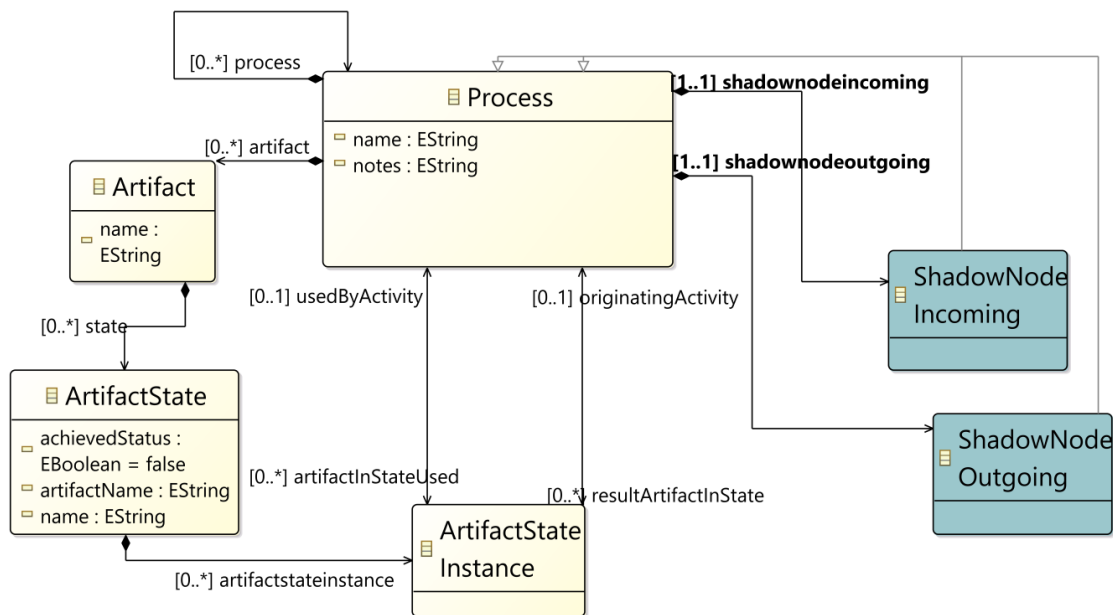 [0..*] process
[1..1] shadownodeincoming
Process
name : EString
notes : EString
[0..*] artifact
[1..1] shadownodeoutgoing
Artifact
name :
EString
[0..1] usedByActivity
[0..1] originatingActivity
ShadowNode
Incoming
[0..*] state
ArtifactState
achievedStatus :
EBoolean = false
artifactName : EString
name : EString
ShadowNode
Outgoing
[0..*] artifactInStateUsed
[0..*] resultArtifactInState
ArtifactState
Instance
[0..*] artifactstateinstance